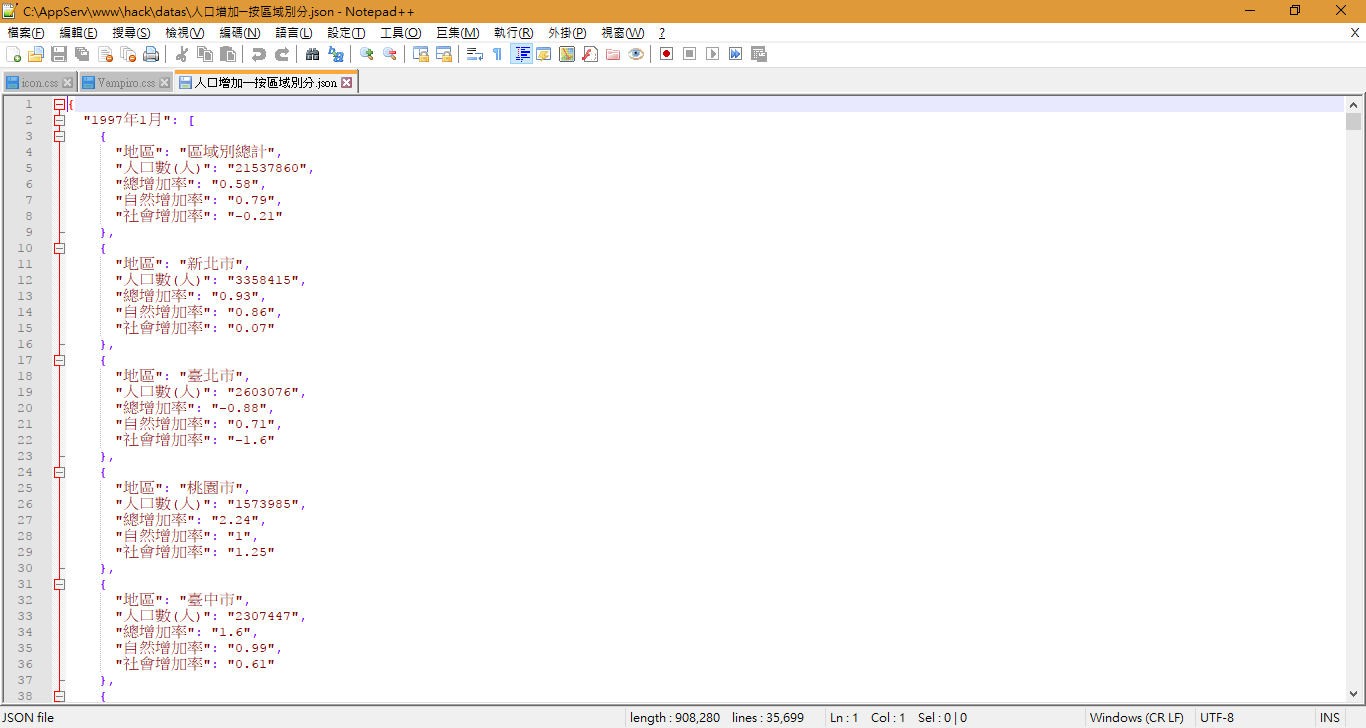 C:\AppServ\www\hack\datas\人口增加—按區域別分.json - Notepad++
檔案(F) 編輯(E) 搜尋(S) 檢視(V) 編碼(N) 語言(L) 設定(T) 工具(O) 巨集(M) 執行(R) 外掛(P) 視窗(W) ? X
icon.css Vampiro.css 人口增加—按區域別分.json
1 {
2 "1997年1月": [
3 {
4 "地區": "區域別總計",
5 "人口數(人)": "21537860",
6 "總增加率": "0.58",
7 "自然增加率": "0.79",
8 "社會增加率": "-0.21"
9 },
10 {
11 "地區": "新北市",
12 "人口數(人)": "3358415",
13 "總增加率": "0.93",
14 "自然增加率": "0.86",
15 "社會增加率": "0.07"
16 },
17 {
18 "地區": "臺北市",
19 "人口數(人)": "2603076",
20 "總增加率": "-0.88",
21 "自然增加率": "0.71",
22 "社會增加率": "-1.6"
23 },
24 {
25 "地區": "桃園市",
26 "人口數(人)": "1573985",
27 "總增加率": "2.24",
28 "自然增加率": "1",
29 "社會增加率": "1.25"
30 },
31 {
32 "地區": "臺中市",
33 "人口數(人)": "2307447",
34 "總增加率": "1.6",
35 "自然增加率": "0.99",
36 "社會增加率": "0.61"
37 },
38 {
JSON file length : 908,280 lines : 35,699 Ln : 1 Col : 1 Sel : 0 | 0 Windows (CR LF) UTF-8 INS